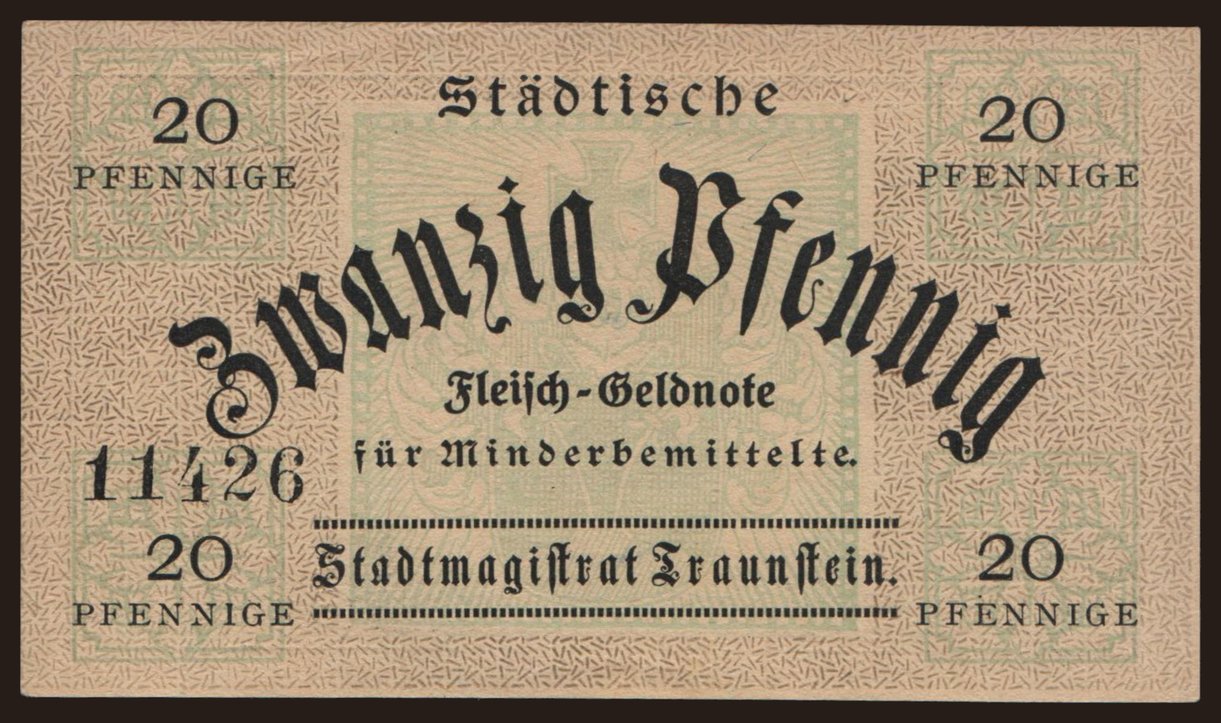 Städtische
20
PFENNIGE
20
PFENNIGE
Zwanzig Pfennig
Fleisch-Geldnote
für Minderbemittelte.
11426
Stadtmagistrat Traunstein.
20
PFENNIGE
20
PFENNIGE